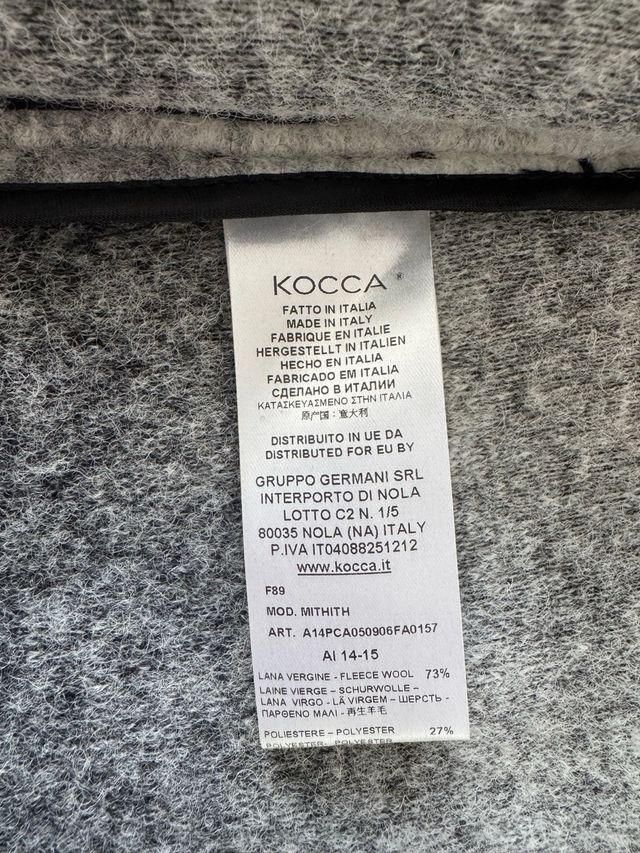 KOCCA ®
FATTO IN ITALIA
MADE IN ITALY
FABRIQUE EN ITALIE
HERGESTELLT IN ITALIEN
HECHO EN ITALIA
FABRICADO EM ITALIA
СДЕЛАНО В ИТАЛИИ
ΚΑΤΑΣΚΕΥΑΣΜΕΝΟ ΣΤΗΝ ΙΤΑΛΙΑ
原产国：意大利
DISTRIBUITO IN UE DA
DISTRIBUTED FOR EU BY
GRUPPO GERMANI SRL
INTERPORTO DI NOLA
LOTTO C2 N. 1/5
80035 NOLA (NA) ITALY
P.IVA IT04088251212
www.kocca.it
F89
MOD. MITHITH
ART. A14PCA050906FA0157
AI 14-15
LANA VERGINE - FLEECE WOOL 73%
LAINE VIERGE – SCHURWOLLE –
LANA VIRGO - LÄ VIRGEM – ШЕРСТЬ -
ΠΑΡΘΕΝΟ ΜΑΛΙ - 再生羊毛
POLIESTERE – POLYESTER 27%
POLYESTER- POLYESTER